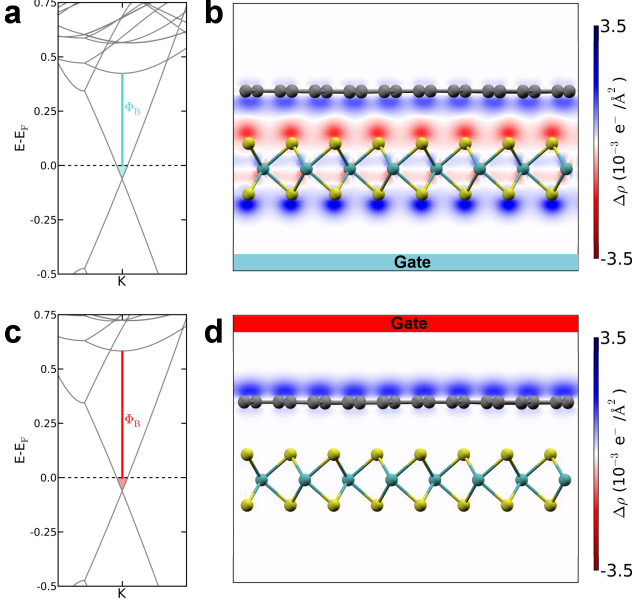 a
0.75
0.5
0.25
0.0
-0.25
-0.5
E-E_F
Φ_B
K
b
Gate
3.5
-3.5
Δρ (10⁻³ e⁻ /Å²)
c
0.75
0.5
0.25
0.0
-0.25
-0.5
E-E_F
Φ_B
K
d
Gate
3.5
-3.5
Δρ (10⁻³ e⁻ /Å²)